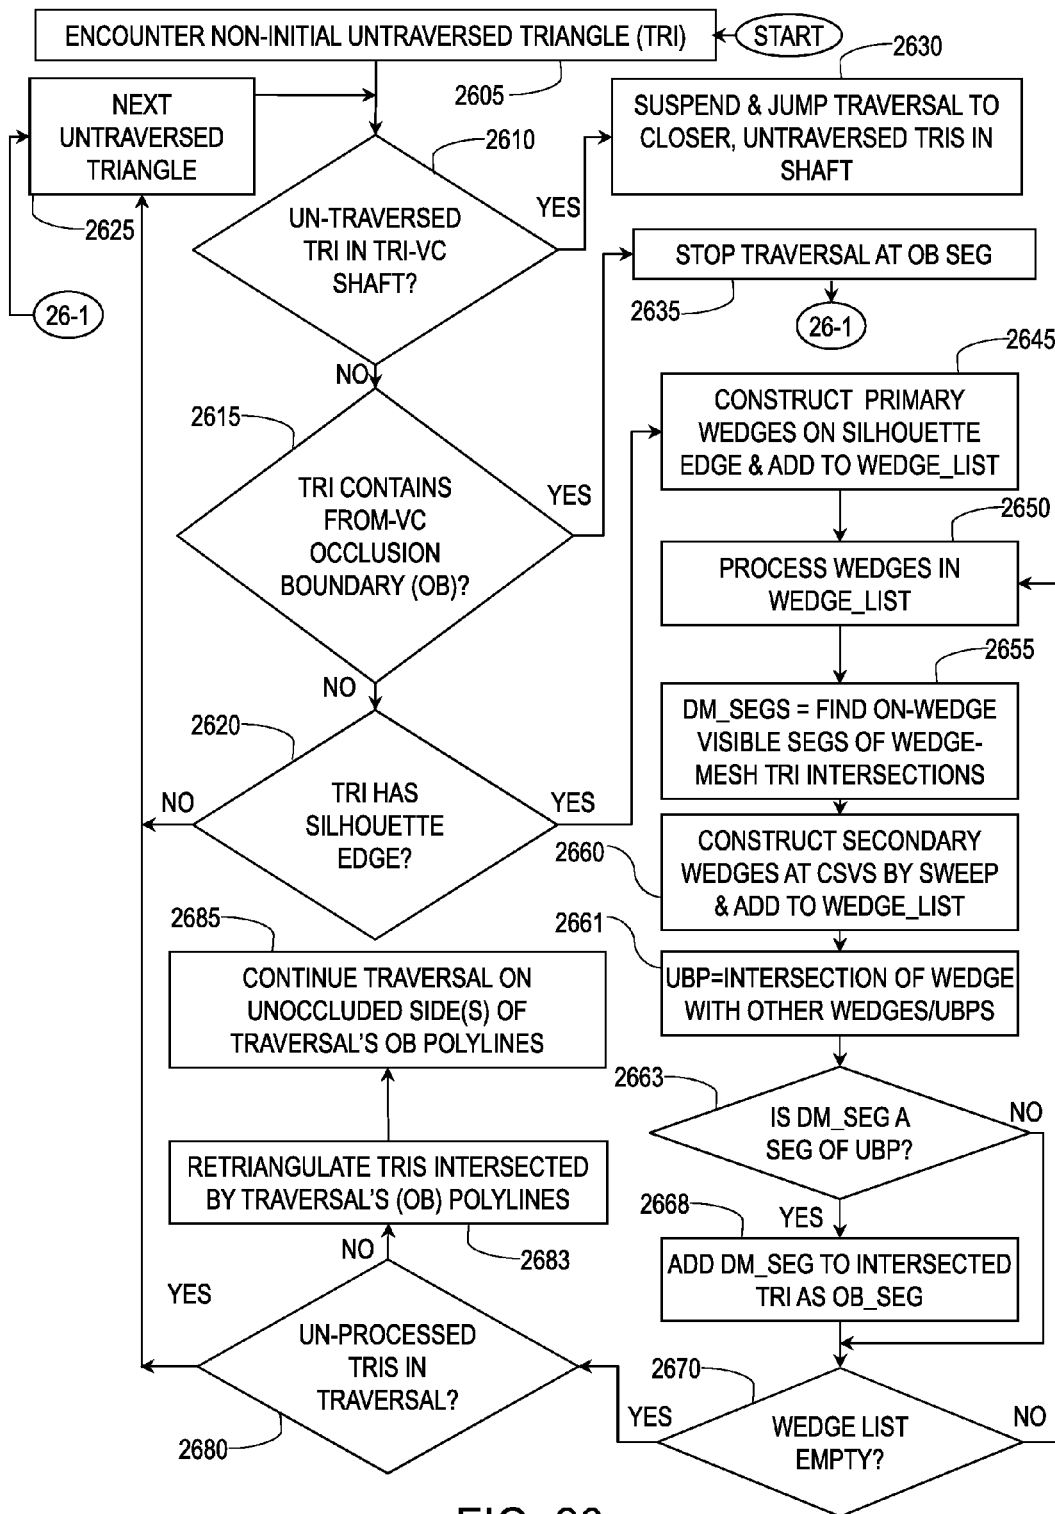 ENCOUNTER NON-INITIAL UNTRAVERSED TRIANGLE (TRI)
START
2605
2630
NEXT
UNTRAVERSED
TRIANGLE
2625
26-1
2610
UN-TRAVERSED
TRI IN TRI-VC
SHAFT?
YES
NO
SUSPEND & JUMP TRAVERSAL TO
CLOSER, UNTRAVERSED TRIS IN
SHAFT
STOP TRAVERSAL AT OB SEG
2635
26-1
2615
TRI CONTAINS
FROM-VC
OCCLUSION
BOUNDARY (OB)?
YES
NO
2645
CONSTRUCT PRIMARY
WEDGES ON SILHOUETTE
EDGE & ADD TO WEDGE_LIST
2650
PROCESS WEDGES IN
WEDGE_LIST
2620
TRI HAS
SILHOUETTE
EDGE?
NO
YES
2655
DM_SEGS = FIND ON-WEDGE
VISIBLE SEGS OF WEDGE-
MESH TRI INTERSECTIONS
2660
CONSTRUCT SECONDARY
WEDGES AT CSVS BY SWEEP
& ADD TO WEDGE_LIST
2661
UBP=INTERSECTION OF WEDGE
WITH OTHER WEDGES/UBPS
2685
CONTINUE TRAVERSAL ON
UNOCCLUDED SIDE(S) OF
TRAVERSAL'S OB POLYLINES
2663
IS DM_SEG A
SEG OF UBP?
NO
YES
RETRIANGULATE TRIS INTERSECTED
BY TRAVERSAL'S (OB) POLYLINES
2683
2668
ADD DM_SEG TO INTERSECTED
TRI AS OB_SEG
NO
YES
UN-PROCESSED
TRIS IN
TRAVERSAL?
2680
2670
WEDGE LIST
EMPTY?
YES
NO